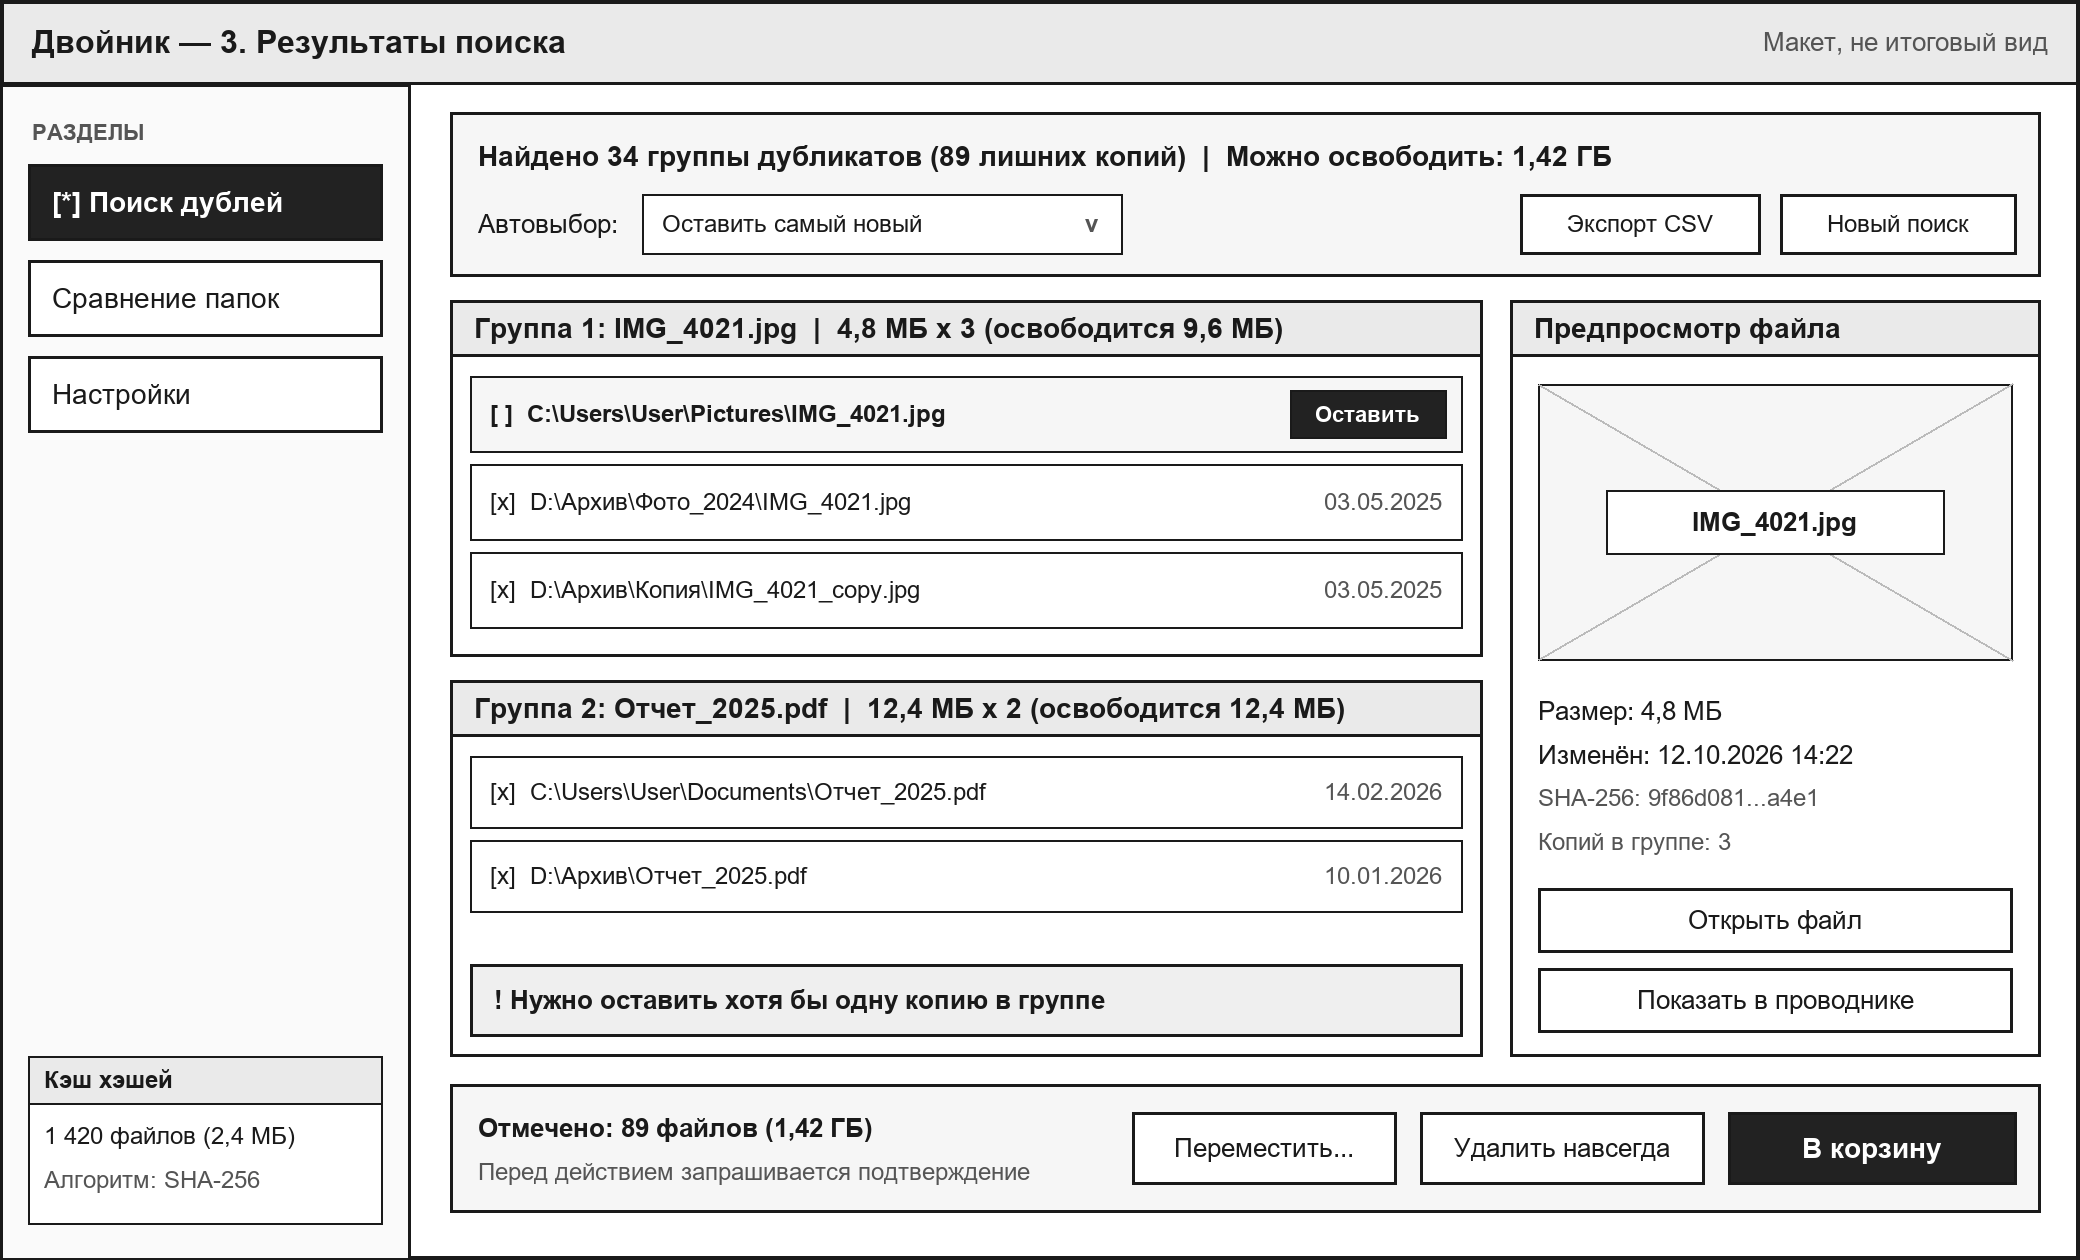 Двойник — 3. Результаты поиска
Макет, не итоговый вид
РАЗДЕЛЫ
[*] Поиск дублей
Сравнение папок
Настройки
Кэш хэшей
1 420 файлов (2,4 МБ)
Алгоритм: SHA-256
Найдено 34 группы дубликатов (89 лишних копий) | Можно освободить: 1,42 ГБ
Автовыбор:
Оставить самый новый
v
Экспорт CSV
Новый поиск
Группа 1: IMG_4021.jpg | 4,8 МБ x 3 (освободится 9,6 МБ)
[ ] C:\Users\User\Pictures\IMG_4021.jpg
Оставить
[x] D:\Архив\Фото_2024\IMG_4021.jpg
03.05.2025
[x] D:\Архив\Копия\IMG_4021_copy.jpg
03.05.2025
Группа 2: Отчет_2025.pdf | 12,4 МБ x 2 (освободится 12,4 МБ)
[x] C:\Users\User\Documents\Отчет_2025.pdf
14.02.2026
[x] D:\Архив\Отчет_2025.pdf
10.01.2026
! Нужно оставить хотя бы одну копию в группе
Предпросмотр файла
IMG_4021.jpg
Размер: 4,8 МБ
Изменён: 12.10.2026 14:22
SHA-256: 9f86d081...a4e1
Копий в группе: 3
Открыть файл
Показать в проводнике
Отмечено: 89 файлов (1,42 ГБ)
Перед действием запрашивается подтверждение
Переместить...
Удалить навсегда
В корзину